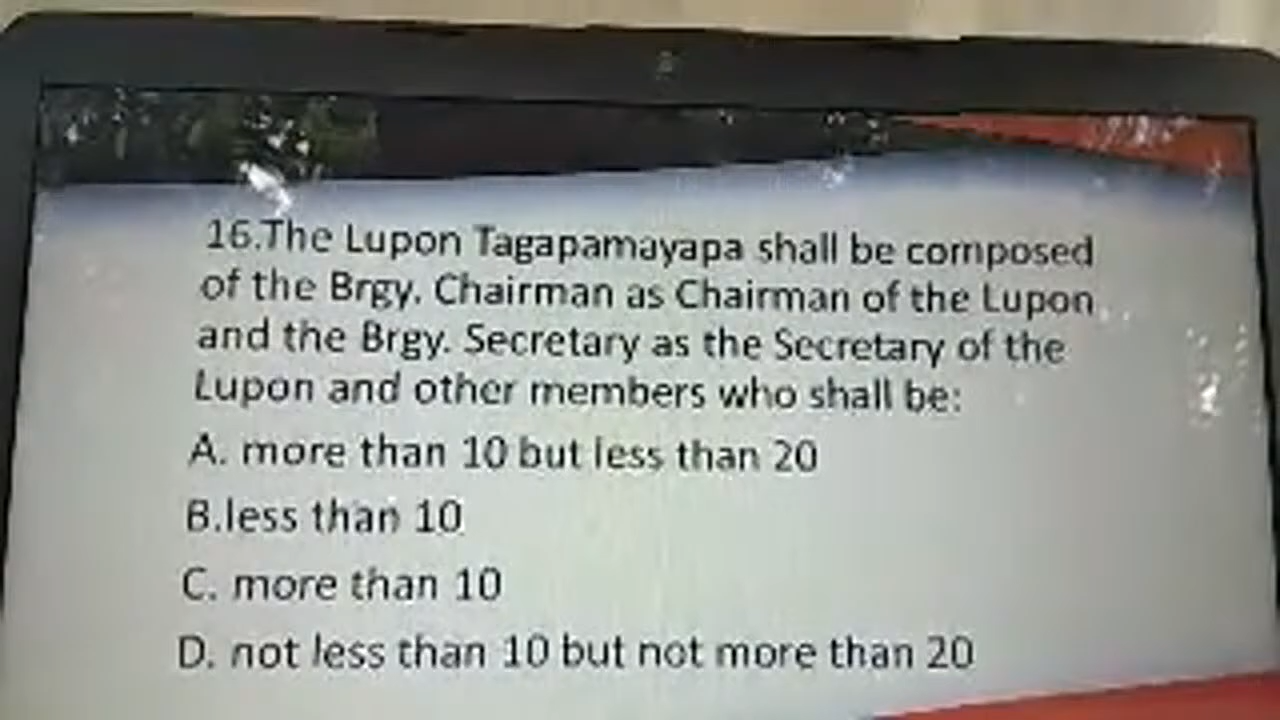 16.The Lupon Tagapamayapa shall be composed
of the Brgy. Chairman as Chairman of the Lupon
and the Brgy. Secretary as the Secretary of the
Lupon and other members who shall be:
A. more than 10 but less than 20
B.less than 10
C. more than 10
D. not less than 10 but not more than 20